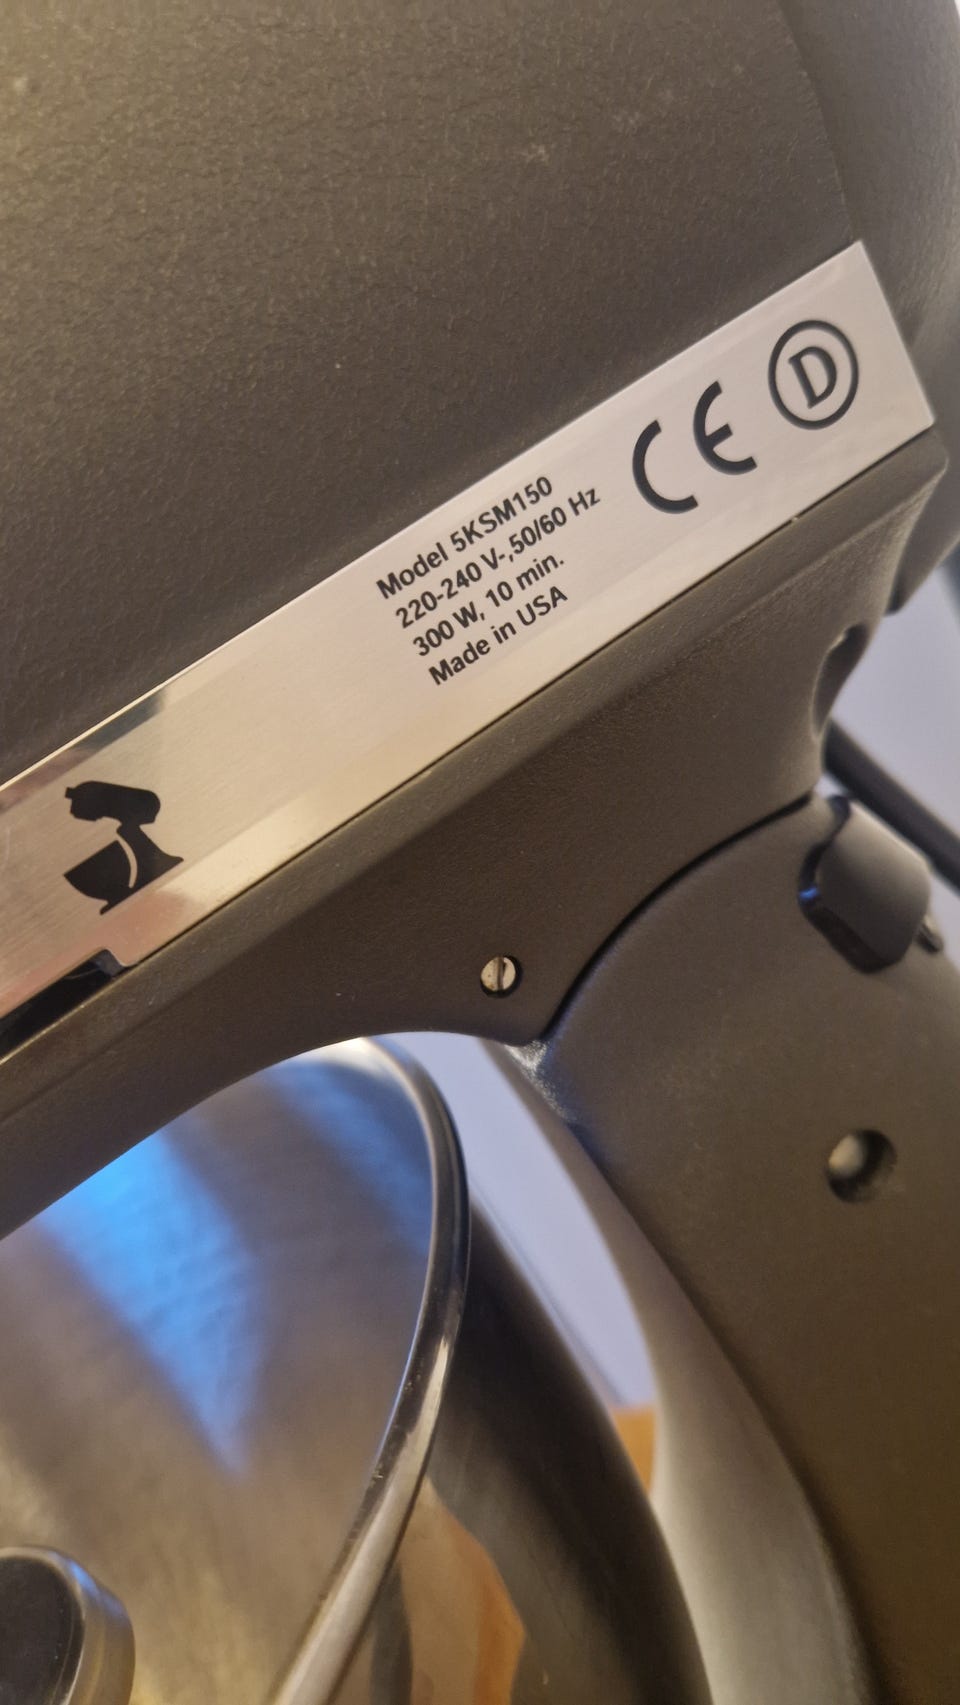 Model 5KSM150
220-240 V~,50/60 Hz
300 W, 10 min.
Made in USA
CE D